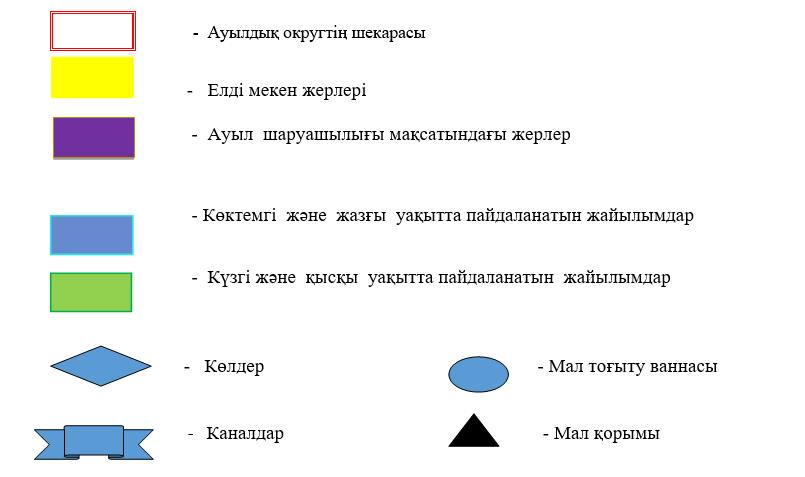 - Ауылдық округтің шекарасы
- Елді мекен жерлері
- Ауыл шаруашылығы мақсатындағы жерлер
- Көктемгі және жазғы уақытта пайдаланатын жайылымдар
- Күзгі және қысқы уақытта пайдаланатын жайылымдар
- Көлдер
- Мал тоғыту ваннасы
- Каналдар
- Мал қорымы